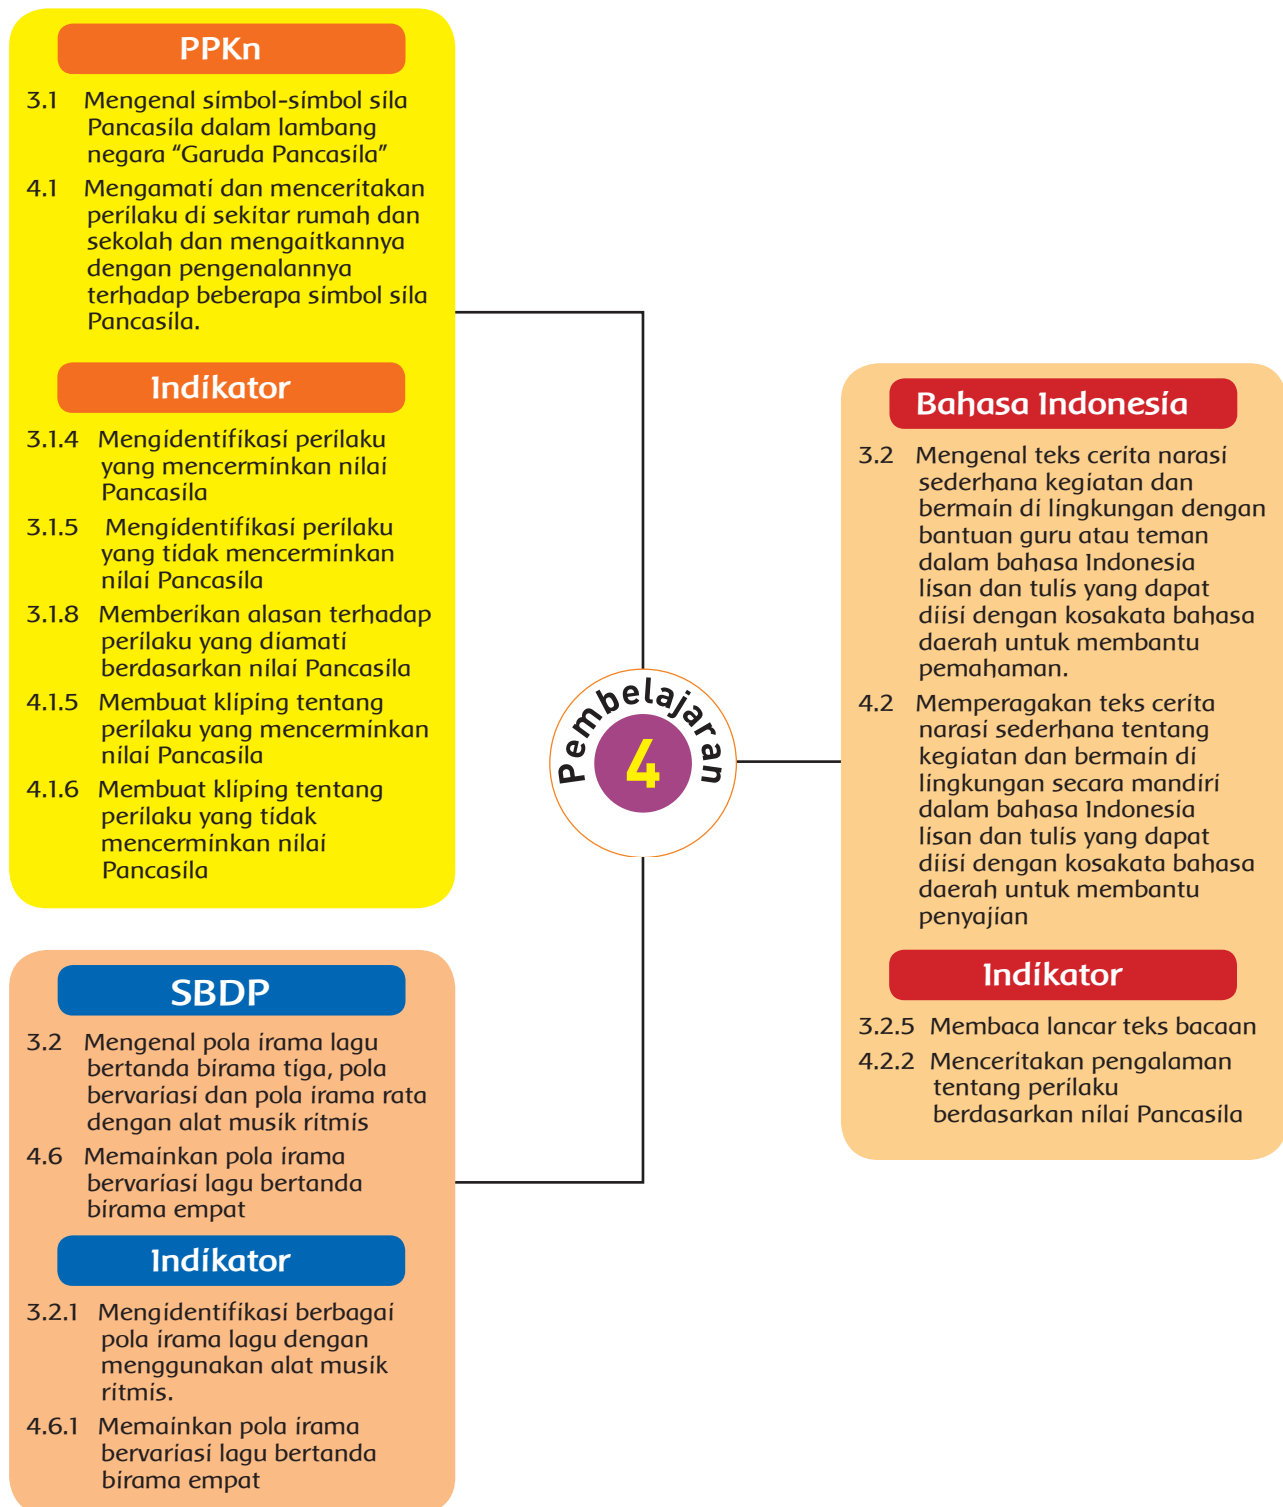 PPKn
3.1 Mengenal simbol-simbol sila
Pancasila dalam lambang
negara “Garuda Pancasila”
4.1 Mengamati dan menceritakan
perilaku di sekitar rumah dan
sekolah dan mengaitkannya
dengan pengenalannya
terhadap beberapa simbol sila
Pancasila.
Indikator
3.1.4 Mengidentifikasi perilaku
yang mencerminkan nilai
Pancasila
3.1.5 Mengidentifikasi perilaku
yang tidak mencerminkan
nilai Pancasila
3.1.8 Memberikan alasan terhadap
perilaku yang diamati
berdasarkan nilai Pancasila
4.1.5 Membuat kliping tentang
perilaku yang mencerminkan
nilai Pancasila
4.1.6 Membuat kliping tentang
perilaku yang tidak
mencerminkan nilai
Pancasila
SBDP
3.2 Mengenal pola irama lagu
bertanda birama tiga, pola
bervariasi dan pola irama rata
dengan alat musik ritmis
4.6 Memainkan pola irama
bervariasi lagu bertanda
birama empat
Indikator
3.2.1 Mengidentifikasi berbagai
pola irama lagu dengan
menggunakan alat musik
ritmis.
4.6.1 Memainkan pola irama
bervariasi lagu bertanda
birama empat
Pembelajaran
4
Bahasa Indonesia
3.2 Mengenal teks cerita narasi
sederhana kegiatan dan
bermain di lingkungan dengan
bantuan guru atau teman
dalam bahasa Indonesia
lisan dan tulis yang dapat
diisi dengan kosakata bahasa
daerah untuk membantu
pemahaman.
4.2 Memperagakan teks cerita
narasi sederhana tentang
kegiatan dan bermain di
lingkungan secara mandiri
dalam bahasa Indonesia
lisan dan tulis yang dapat
diisi dengan kosakata bahasa
daerah untuk membantu
penyajian
Indikator
3.2.5 Membaca lancar teks bacaan
4.2.2 Menceritakan pengalaman
tentang perilaku
berdasarkan nilai Pancasila